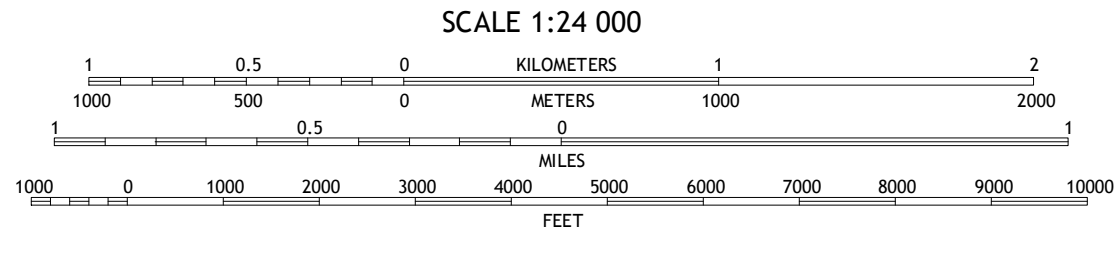 SCALE 1:24 000
1 0.5 0 KILOMETERS 1 2
1000 500 0 METERS 1000 2000
1 0.5 0 1
MILES
1000 0 1000 2000 3000 4000 5000 6000 7000 8000 9000 10000
FEET